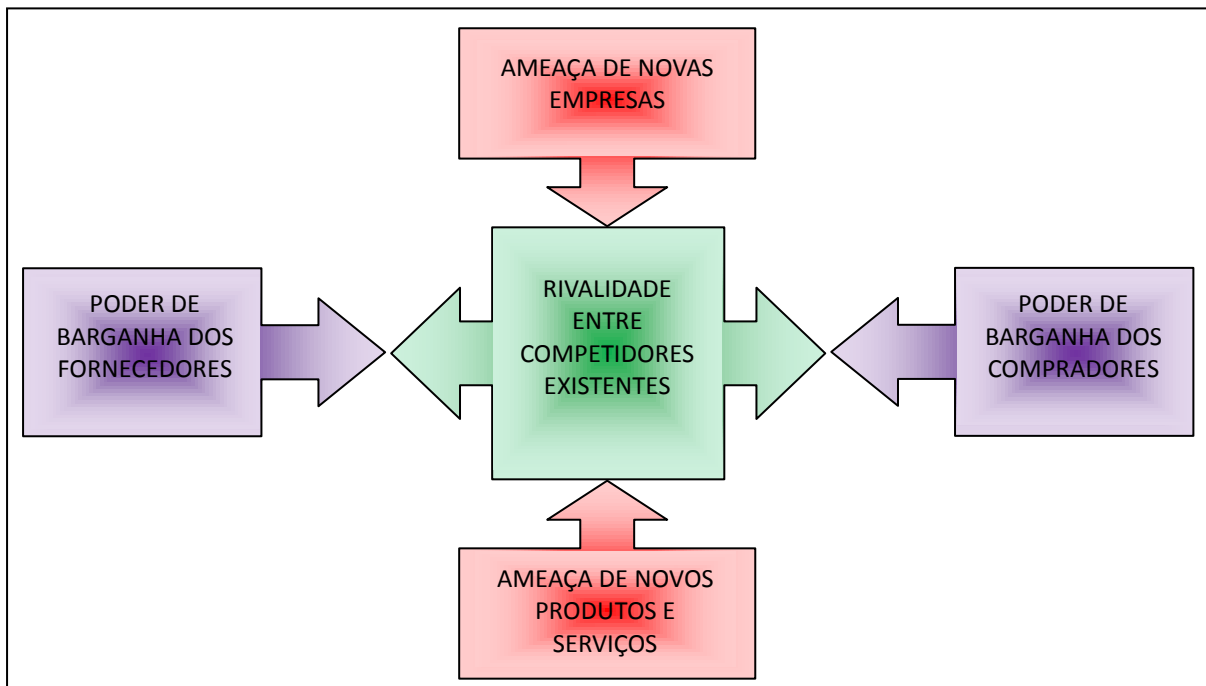 AMEAÇA DE NOVAS
EMPRESAS
PODER DE
BARGANHA DOS
FORNECEDORES
RIVALIDADE
ENTRE
COMPETIDORES
EXISTENTES
PODER DE
BARGANHA DOS
COMPRADORES
AMEAÇA DE NOVOS
PRODUTOS E
SERVIÇOS